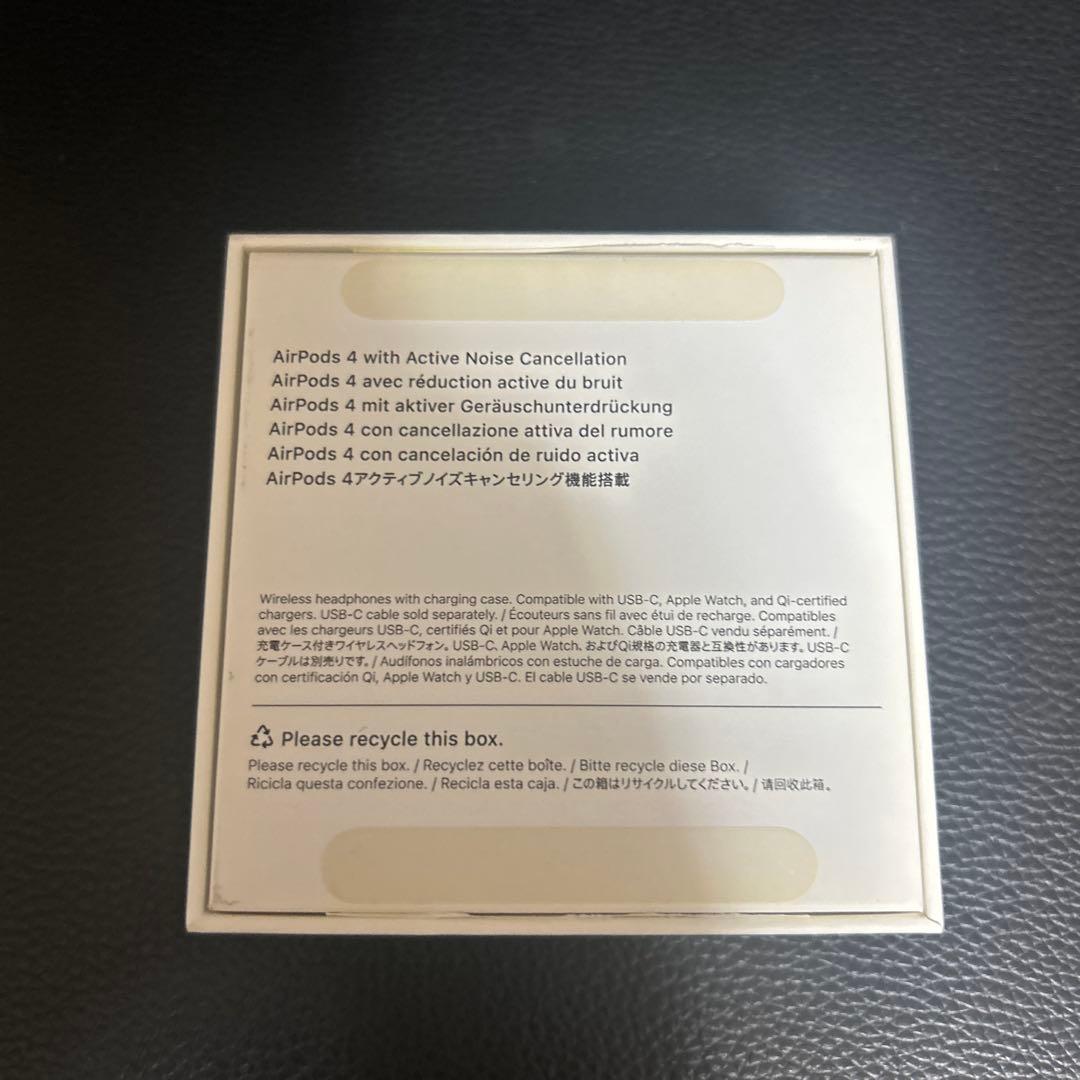 AirPods 4 with Active Noise Cancellation
AirPods 4 avec réduction active du bruit
AirPods 4 mit aktiver Geräuschunterdrückung
AirPods 4 con cancellazione attiva del rumore
AirPods 4 con cancelación de ruido activa
AirPods 4アクティブノイズキャンセリング機能搭載
Wireless headphones with charging case. Compatible with USB-C, Apple Watch, and Qi-certified
chargers. USB-C cable sold separately. / Écouteurs sans fil avec étui de recharge. Compatibles
avec les chargeurs USB-C, certifiés Qi et pour Apple Watch. Câble USB-C vendu séparément. /
充電ケース付きワイヤレスヘッドフォン。USB-C、Apple Watch、およびQi規格の充電器と互換性があります。USB-C
ケーブルは別売りです。/ Audífonos inalámbricos con estuche de carga. Compatibles con cargadores
con certificación Qi, Apple Watch y USB-C. El cable USB-C se vende por separado.
Please recycle this box.
Please recycle this box. / Recyclez cette boîte. / Bitte recycle diese Box. /
Ricicla questa confezione. / Recicla esta caja. / この箱はリサイクルしてください。/ 请回收此箱。